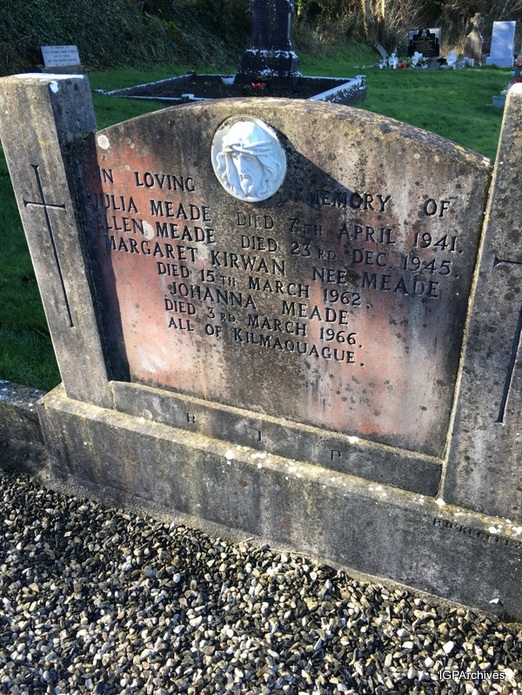 IN LOVING MEMORY OF
JULIA MEADE DIED 7TH APRIL 1941.
ELLEN MEADE DIED 23RD DEC. 1945.
MARGARET KIRWAN NEE MEADE
DIED 15TH MARCH 1962.
JOHANNA MEADE
DIED 3RD MARCH 1966.
ALL OF KILMAQUAGUE.
R I P
IGPArchives